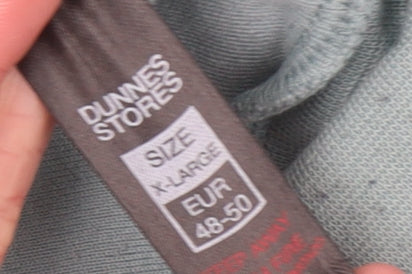 DUNNES
STORES
SIZE
X-LARGE
EUR
48-50